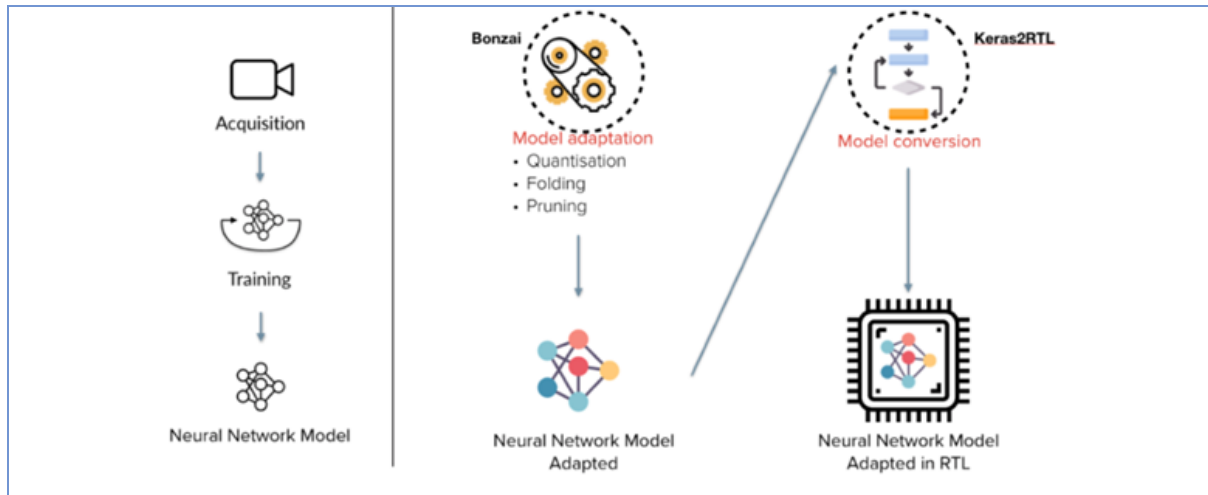 Acquisition
Training
Neural Network Model
Bonzai
Model adaptation
• Quantisation
• Folding
• Pruning
Neural Network Model
Adapted
Keras2RTL
Model conversion
Neural Network Model
Adapted in RTL